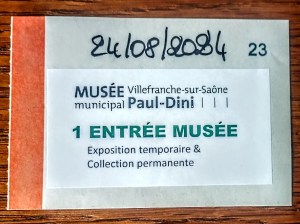 24/08/2024 23
MUSÉE Villefranche-sur-Saône
municipal Paul-Dini
1 ENTRÉE MUSÉE
Exposition temporaire &
Collection permanente